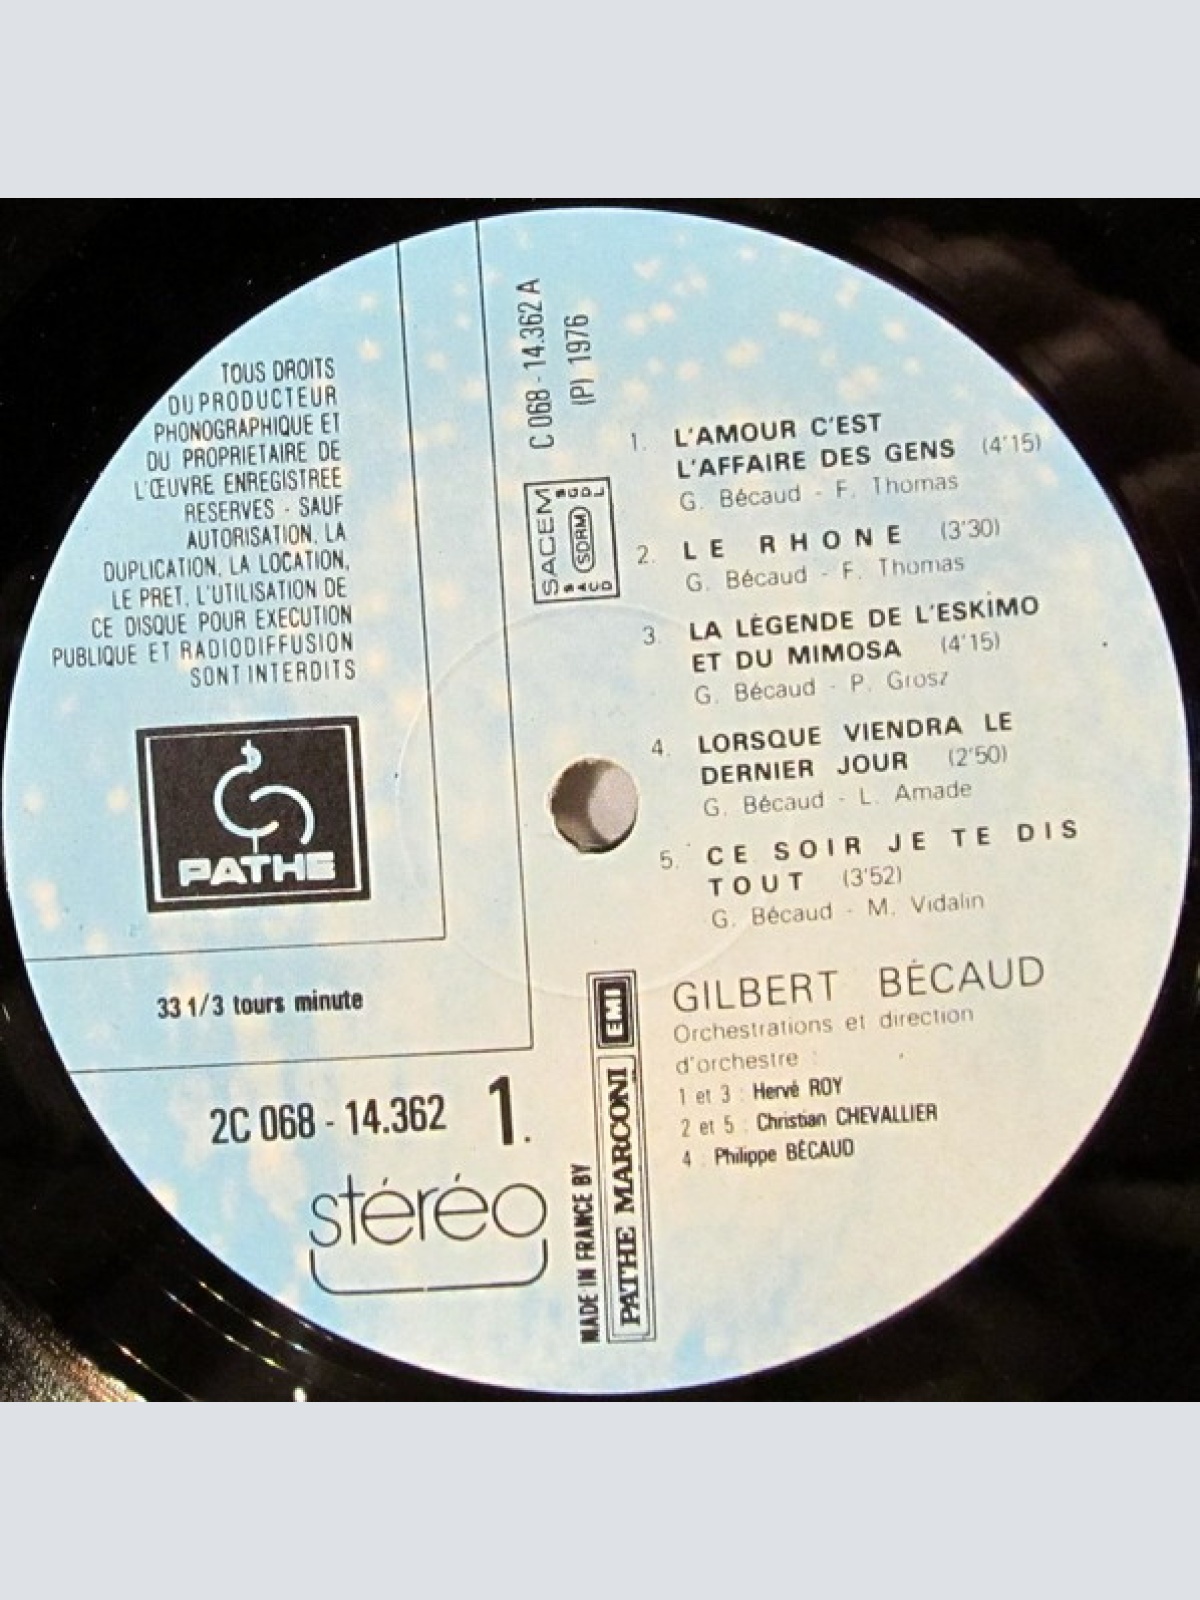 TOUS DROITS
DU PRODUCTEUR
PHONOGRAPHIQUE ET
DU PROPRIETAIRE DE
L'ŒUVRE ENREGISTREE
RESERVES - SAUF
AUTORISATION, LA
DUPLICATION, LA LOCATION,
LE PRET, L'UTILISATION DE
CE DISQUE POUR EXECUTION
PUBLIQUE ET RADIODIFFUSION
SONT INTERDITS
PATHE
33 1/3 tours minute
2C 068 - 14.362 1.
stéréo
C 068 - 14.362 A
(P) 1976
SACEM
SDRM
1. L'AMOUR C'EST
L'AFFAIRE DES GENS (4'15)
G. Bécaud - F. Thomas
2. LE RHONE (3'30)
G. Bécaud - F. Thomas
3. LA LÉGENDE DE L'ESKIMO
ET DU MIMOSA (4'15)
G. Bécaud - P. Grosz
4. LORSQUE VIENDRA LE
DERNIER JOUR (2'50)
G. Bécaud - L. Amade
5. CE SOIR JE TE DIS
TOUT (3'52)
G. Bécaud - M. Vidalin
GILBERT BÉCAUD
Orchestrations et direction
d'orchestre :
1 et 3 : Hervé ROY
2 et 5 : Christian CHEVALLIER
4 : Philippe BÉCAUD
MADE IN FRANCE BY
PATHE MARCONI EMI